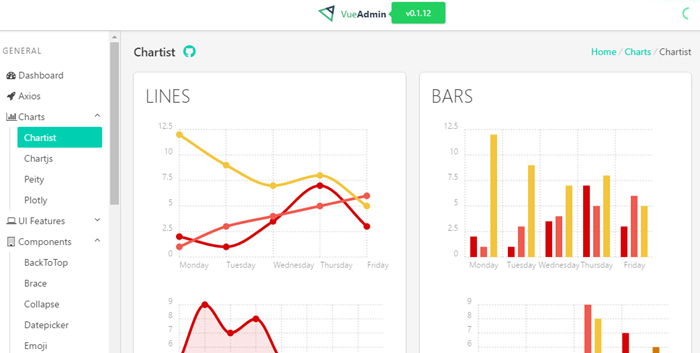 VueAdmin v0.1.12
GENERAL
Dashboard
Axios
Charts
Chartist
Chartjs
Peity
Plotly
UI Features
Components
BackToTop
Brace
Collapse
Datepicker
Emoji
Chartist
Home / Charts / Chartist
LINES
12.5
10
7.5
5
2.5
0
Monday Tuesday Wednesday Thursday Friday
9
8
7
6
BARS
12.5
10
7.5
5
2.5
0
Monday Tuesday Wednesday Thursday Friday
9
8
7
6